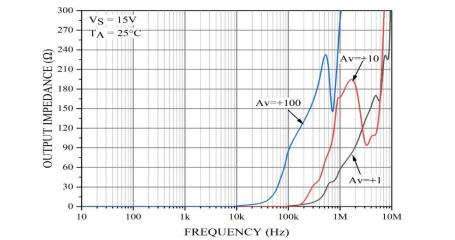 300
270
240
210
180
150
120
90
60
30
0
OUTPUT IMPEDANCE (Ω)
VS = 15V
TA = 25°C
Av=+100
Av=+10
Av=+1
10 100 1k 10k 100k 1M 10M
FREQUENCY (Hz)